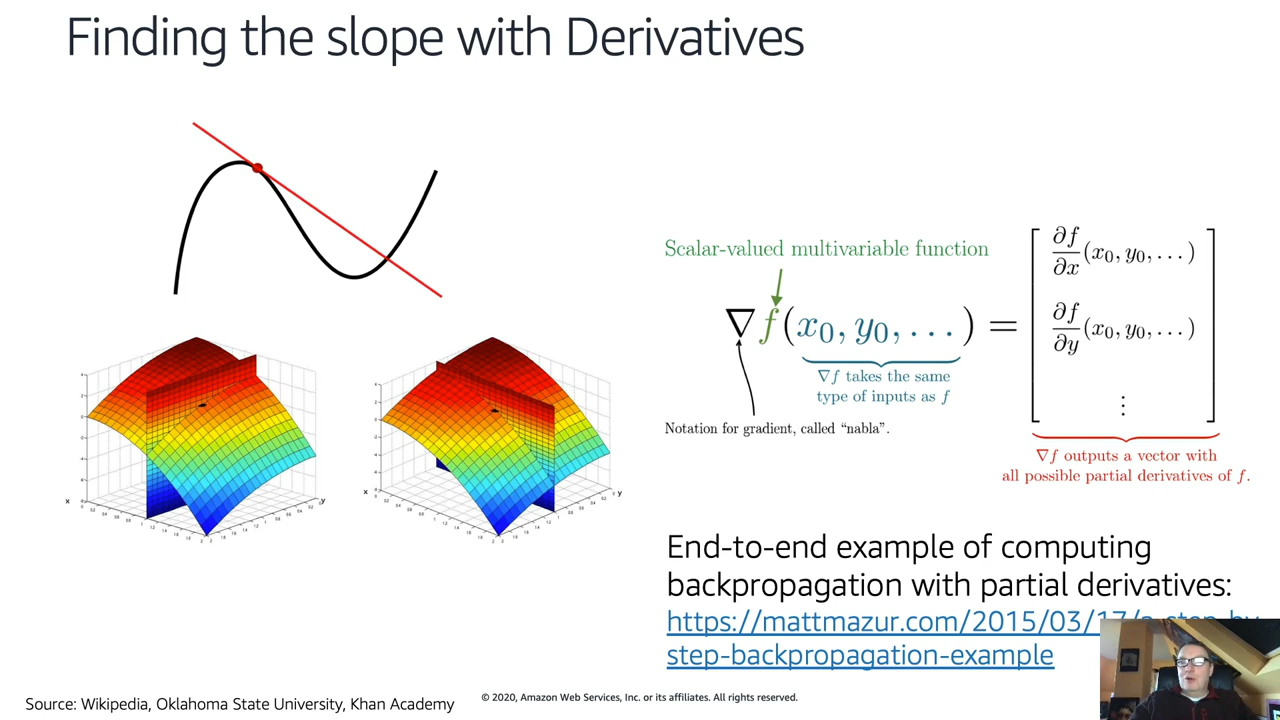 Finding the slope with Derivatives
Scalar-valued multivariable function
∇f(x₀, y₀, ...) =
∂f/∂x (x₀, y₀, ...)
∂f/∂y (x₀, y₀, ...)
⋮
∇f takes the same
type of inputs as f
Notation for gradient, called “nabla”.
∇f outputs a vector with
all possible partial derivatives of f.
x
y
x
y
End-to-end example of computing
backpropagation with partial derivatives:
https://mattmazur.com/2015/03/17/a-step-by-
step-backpropagation-example
Source: Wikipedia, Oklahoma State University, Khan Academy
© 2020, Amazon Web Services, Inc. or its affiliates. All rights reserved.